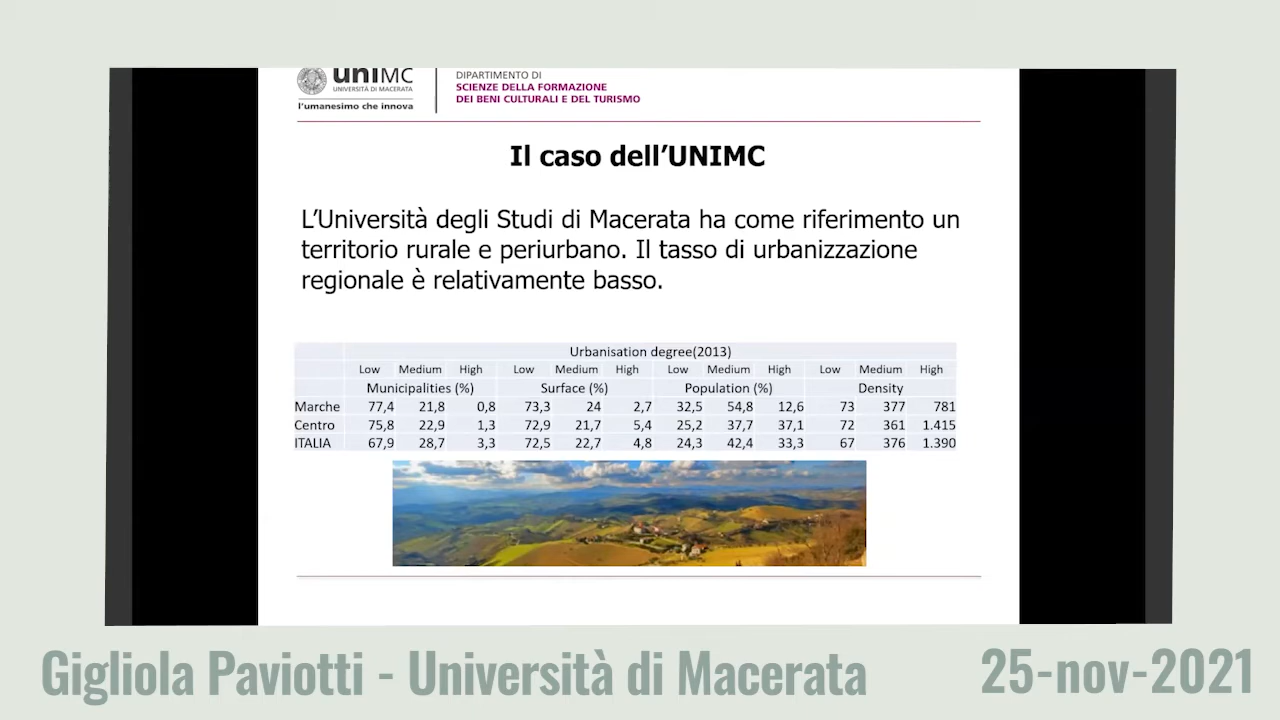 uniMC
UNIVERSITÀ DI MACERATA
l'umanesimo che innova
DIPARTIMENTO DI
SCIENZE DELLA FORMAZIONE
DEI BENI CULTURALI E DEL TURISMO
Il caso dell'UNIMC
L'Università degli Studi di Macerata ha come riferimento un
territorio rurale e periurbano. Il tasso di urbanizzazione
regionale è relativamente basso.
Urbanisation degree(2013)
Low Medium High Low Medium High Low Medium High Low Medium High
Municipalities (%) Surface (%) Population (%) Density
Marche 77,4 21,8 0,8 73,3 24 2,7 32,5 54,8 12,6 73 377 781
Centro 75,8 22,9 1,3 72,9 21,7 5,4 25,2 37,7 37,1 72 361 1.415
ITALIA 67,9 28,7 3,3 72,5 22,7 4,8 24,3 42,4 33,3 67 376 1.390
Gigliola Paviotti - Università di Macerata
25-nov-2021